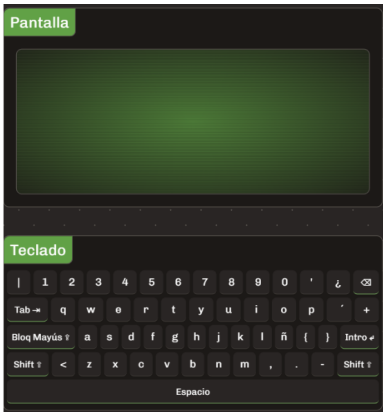 Pantalla
Teclado
| 1 2 3 4 5 6 7 8 9 0 ' ¿ ⌫
Tab ⇥ q w e r t y u i o p ´ +
Bloq Mayús ⇧ a s d f g h j k l ñ { } Intro ↵
Shift ⇧ < z x c v b n m , . - Shift ⇧
Espacio